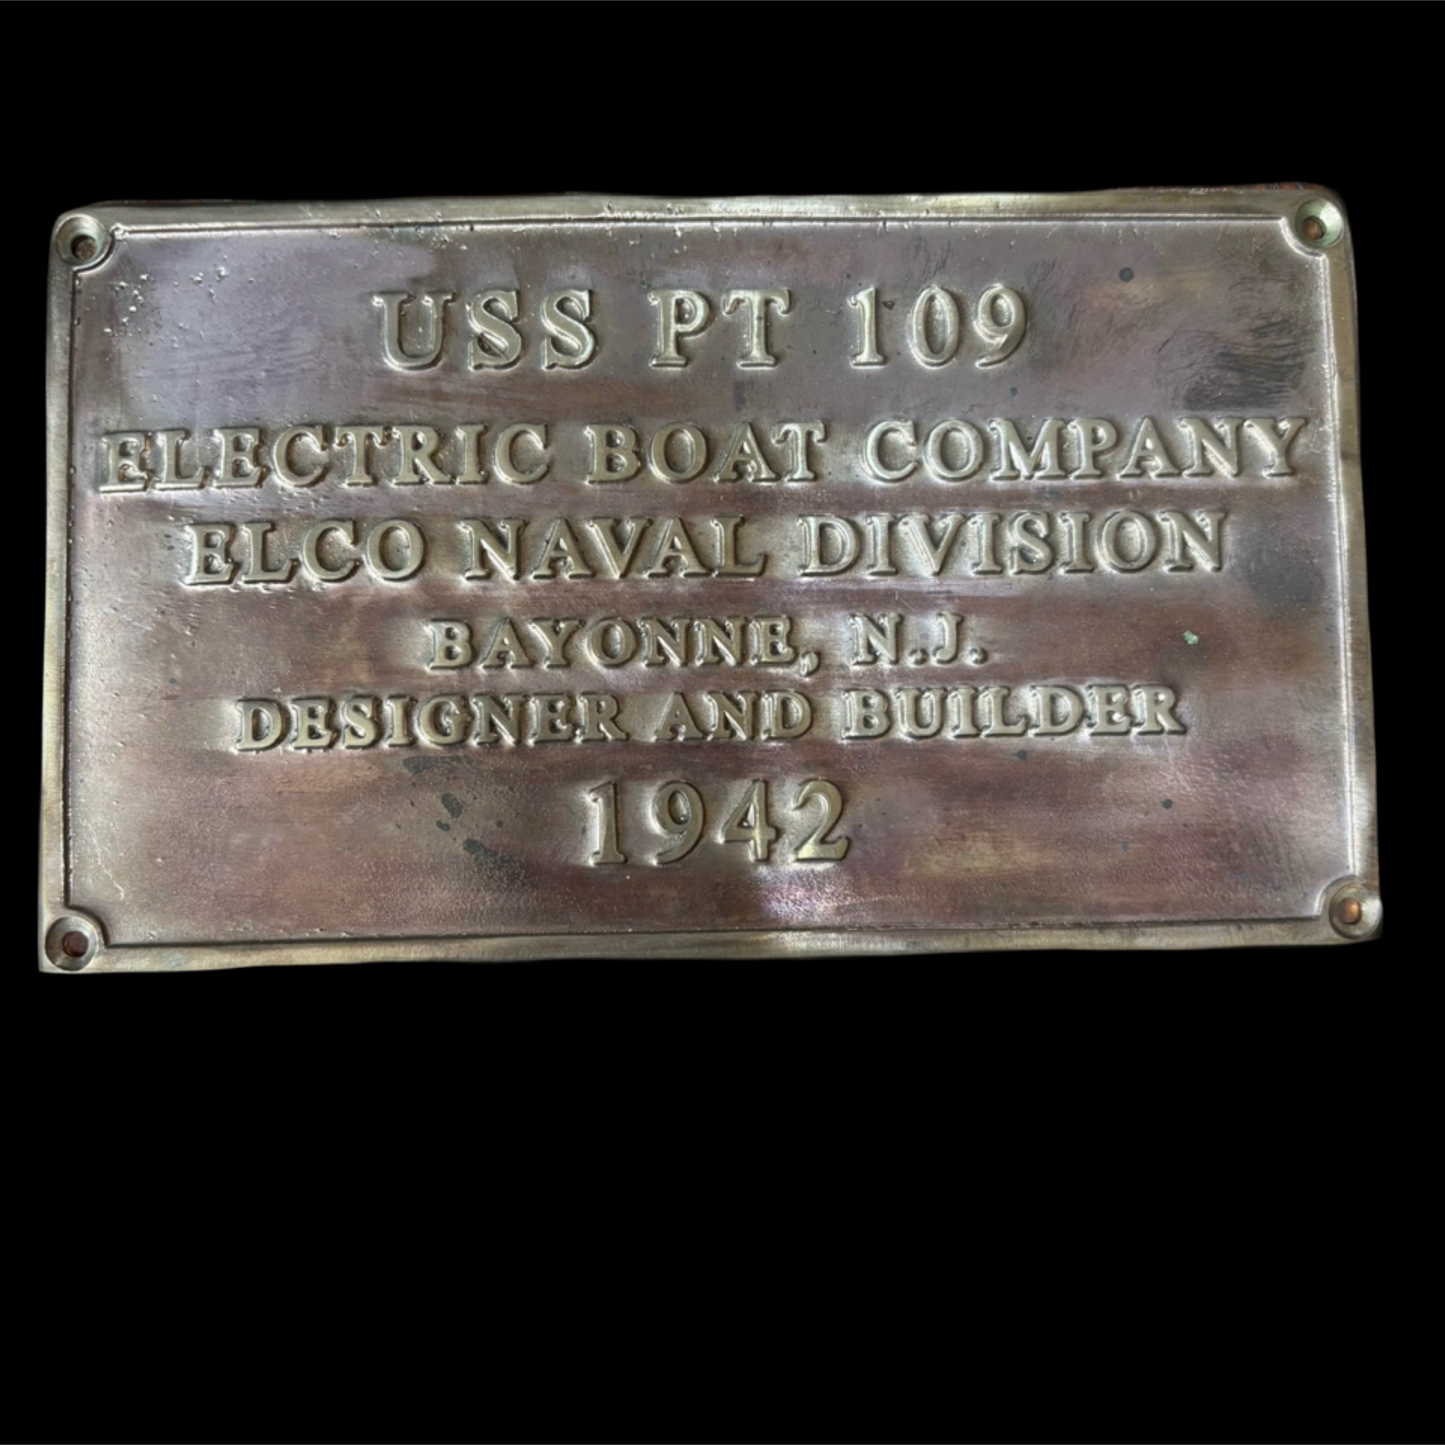 USS PT 109
ELECTRIC BOAT COMPANY
ELCO NAVAL DIVISION
BAYONNE, N.J.
DESIGNER AND BUILDER
1942